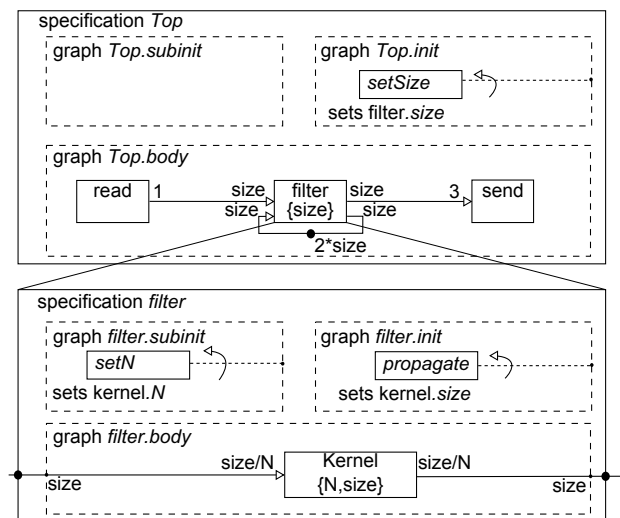 specification Top
graph Top.subinit
graph Top.init
setSize
sets filter.size
graph Top.body
read 1 size filter size 3 send
size {size} size
2*size
specification filter
graph filter.subinit
graph filter.init
setN
propagate
sets kernel.N
sets kernel.size
graph filter.body
size/N Kernel size/N
size {N,size} size